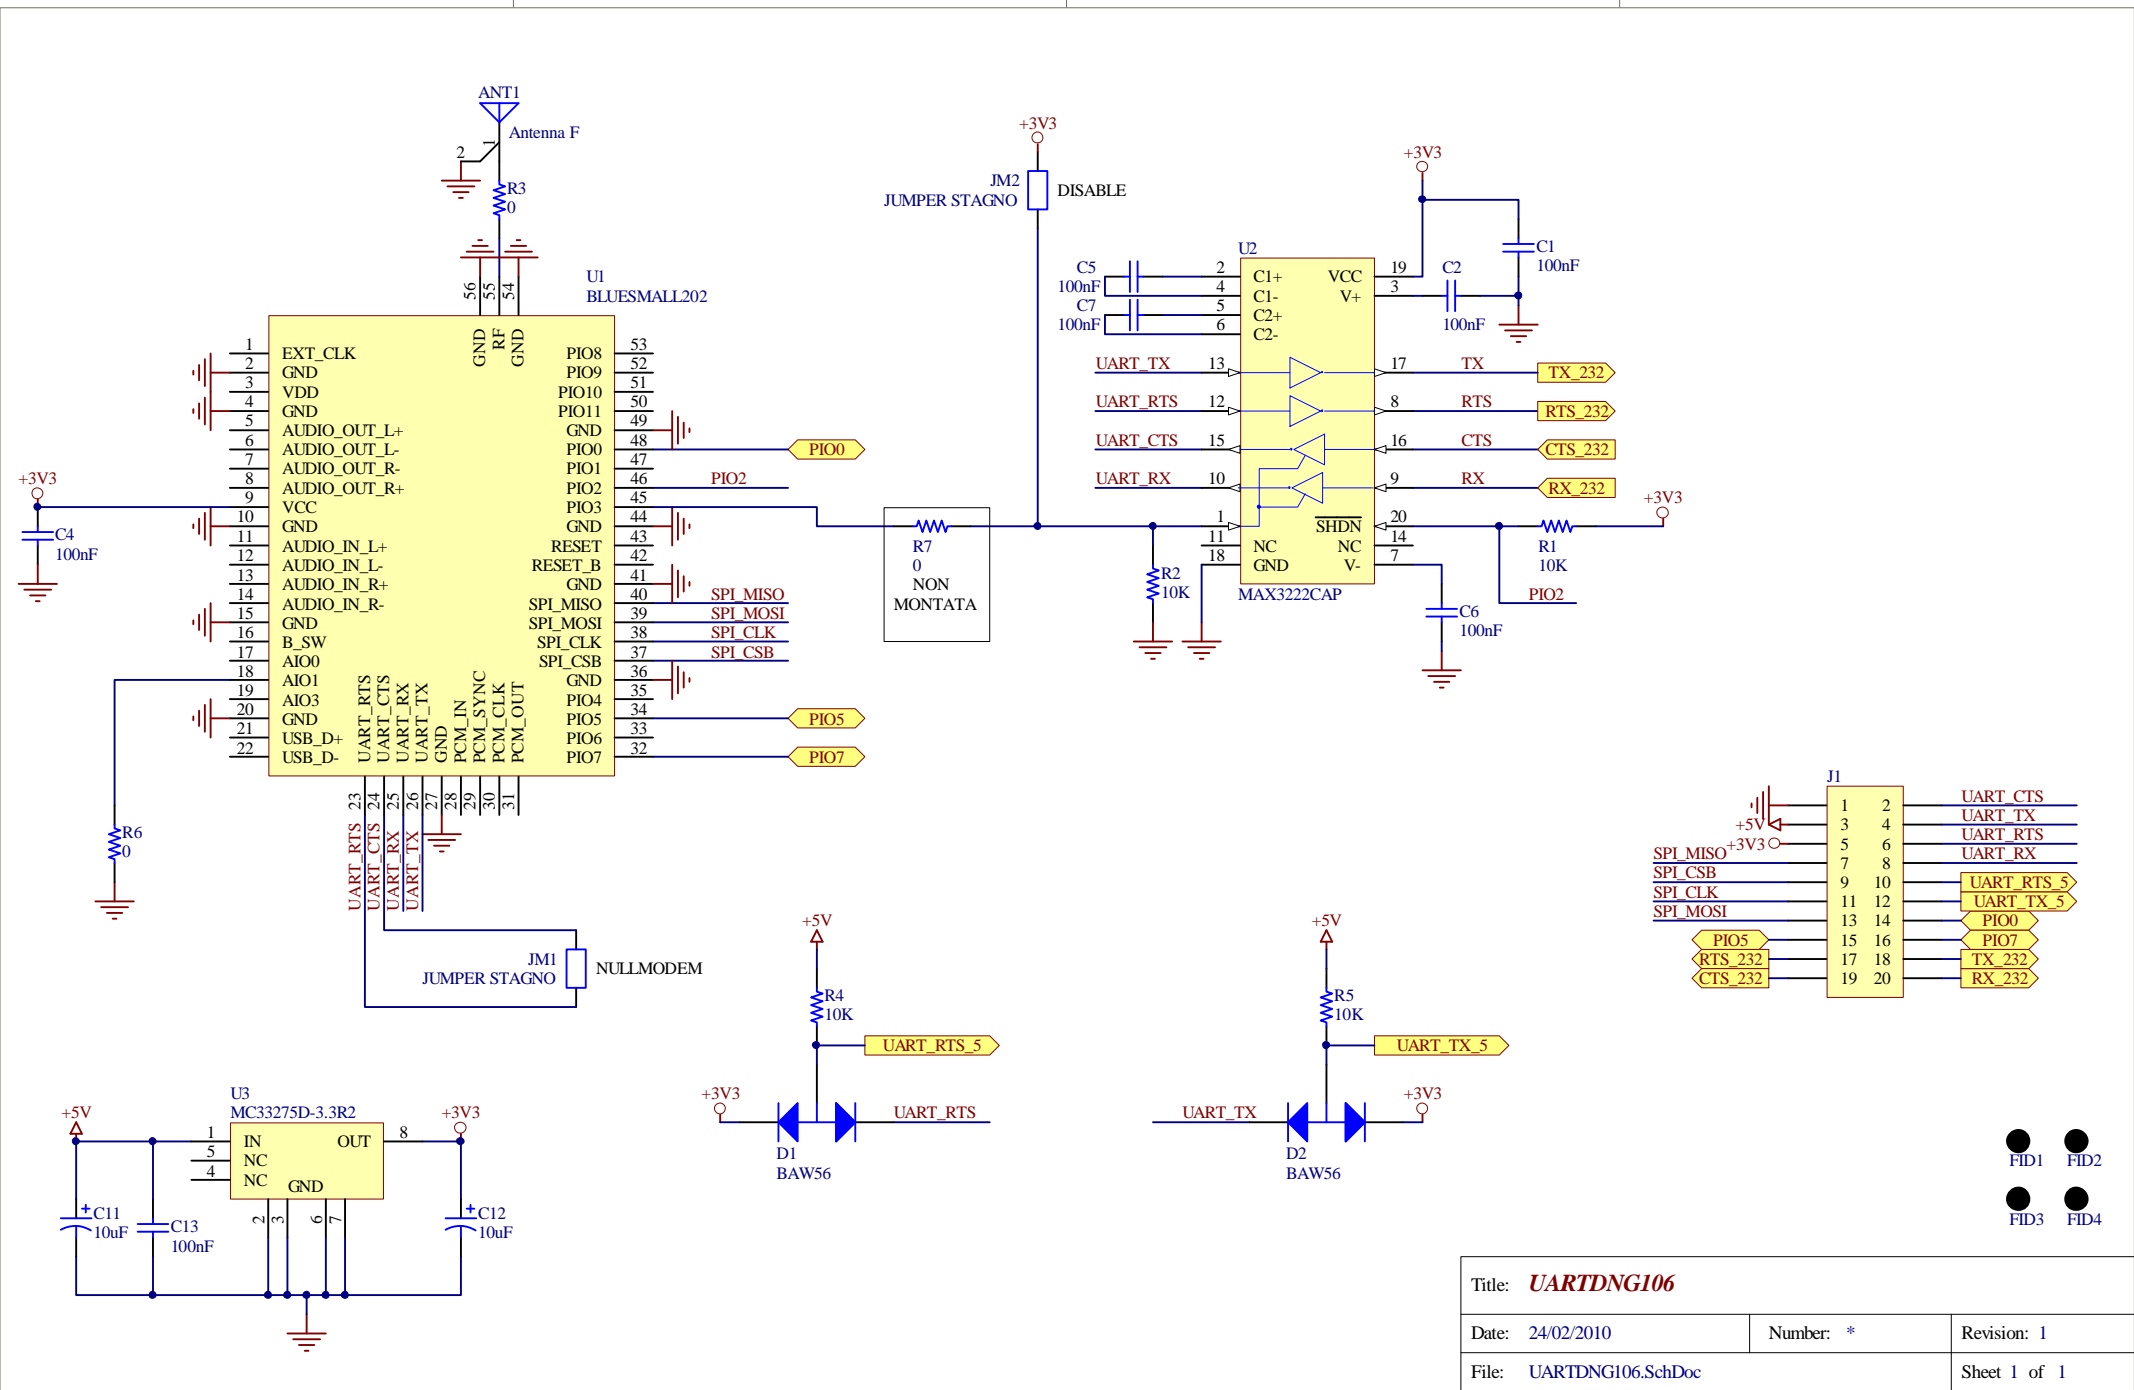 ANT1
Antenna F
1
2
R3
0
56
55
54
U1
BLUESMALL202
GND
RF
GND
1 EXT_CLK
2 GND
3 VDD
4 GND
5 AUDIO_OUT_L+
6 AUDIO_OUT_L-
7 AUDIO_OUT_R-
8 AUDIO_OUT_R+
9 VCC
10 GND
11 AUDIO_IN_L+
12 AUDIO_IN_L-
13 AUDIO_IN_R+
14 AUDIO_IN_R-
15 GND
16 B_SW
17 AIO0
18 AIO1
19 AIO3
20 GND
21 USB_D+
22 USB_D-
PIO8 53
PIO9 52
PIO10 51
PIO11 50
GND 49
PIO0 48
PIO1 47
PIO2 46
PIO3 45
GND 44
RESET 43
RESET_B 42
GND 41
SPI_MISO 40
SPI_MOSI 39
SPI_CLK 38
SPI_CSB 37
GND 36
PIO4 35
PIO5 34
PIO6 33
PIO7 32
UART_RTS
UART_CTS
UART_RX
UART_TX
GND
PCM_IN
PCM_SYNC
PCM_CLK
PCM_OUT
23
24
25
26
27
28
29
30
31
UART_RTS
UART_CTS
UART_RX
UART_TX
+3V3
C4
100nF
R6
0
PIO0
PIO2
SPI_MISO
SPI_MOSI
SPI_CLK
SPI_CSB
PIO5
PIO7
JM1
JUMPER STAGNO
NULLMODEM
+3V3
JM2
JUMPER STAGNO
DISABLE
R7
0
NON
MONTATA
R2
10K
U2
C5
100nF
C7
100nF
2 C1+
4 C1-
5 C2+
6 C2-
UART_TX 13
UART_RTS 12
UART_CTS 15
UART_RX 10
1
11 NC
18 GND
VCC 19
V+ 3
17 TX TX_232
8 RTS RTS_232
16 CTS CTS_232
9 RX RX_232
SHDN 20
NC 14
V- 7
MAX3222CAP
+3V3
C1
100nF
C2
100nF
+3V3
R1
10K
PIO2
C6
100nF
J1
1 2 UART_CTS
+5V 3 4 UART_TX
+3V3 5 6 UART_RTS
SPI_MISO 7 8 UART_RX
SPI_CSB 9 10 UART_RTS_5
SPI_CLK 11 12 UART_TX_5
SPI_MOSI 13 14 PIO0
PIO5 15 16 PIO7
RTS_232 17 18 TX_232
CTS_232 19 20 RX_232
+5V
R4
10K
UART_RTS_5
+3V3
UART_RTS
D1
BAW56
+5V
R5
10K
UART_TX_5
UART_TX
+3V3
D2
BAW56
U3
MC33275D-3.3R2
+5V
+3V3
1 IN OUT 8
5 NC
4 NC
GND
2
3
6
7
+
C11
10uF
C13
100nF
+
C12
10uF
FID1 FID2
FID3 FID4
Title: UARTDNG106
Date: 24/02/2010 Number: * Revision: 1
File: UARTDNG106.SchDoc Sheet 1 of 1